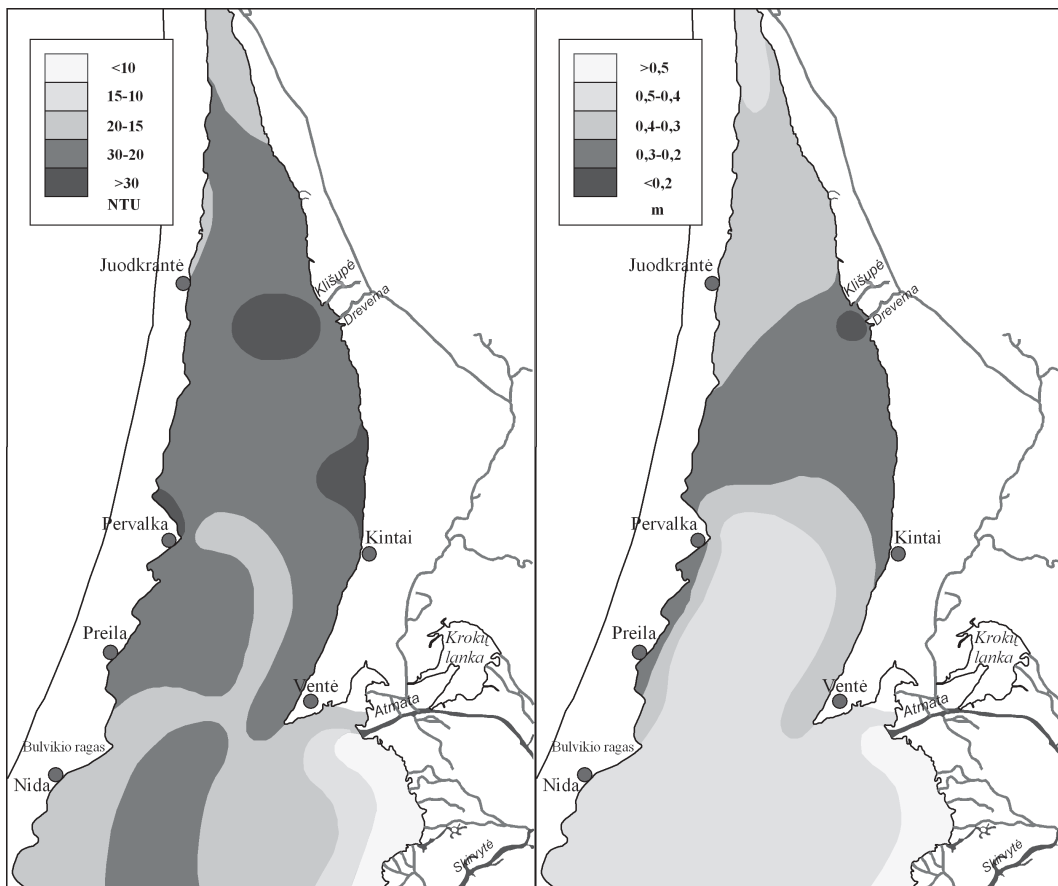 <10
15-10
20-15
30-20
>30
NTU
Juodkrantė
Klišupė
Dreverna
Pervalka
Kintai
Preila
Krokų
lanka
Ventė
Atmata
Bulvikio ragas
Nida
Skirvytė
>0,5
0,5-0,4
0,4-0,3
0,3-0,2
<0,2
m
Juodkrantė
Klišupė
Dreverna
Pervalka
Kintai
Preila
Krokų
lanka
Ventė
Atmata
Bulvikio ragas
Nida
Skirvytė